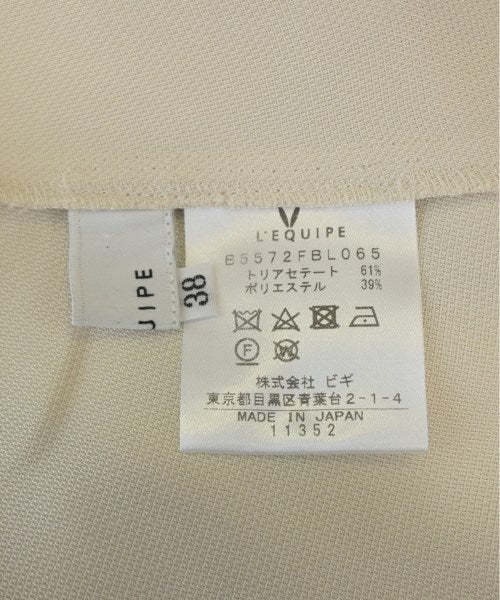 L'EQUIPE
B5572FBL065
トリアセテート 61%
ポリエステル 39%
F
W
株式会社 ビギ
東京都目黒区青葉台2-1-4
MADE IN JAPAN
11352
UIPE
38